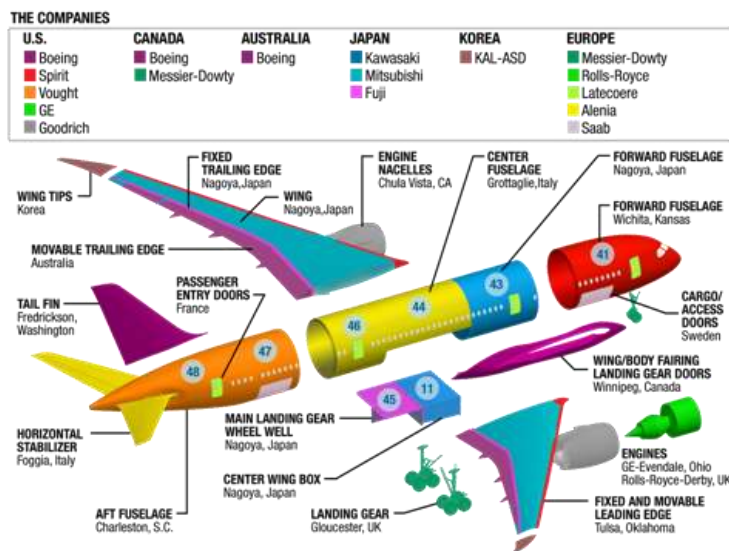 THE COMPANIES
U.S.
Boeing
Spirit
Vought
GE
Goodrich
CANADA
Boeing
Messier-Dowty
AUSTRALIA
Boeing
JAPAN
Kawasaki
Mitsubishi
Fuji
KOREA
KAL-ASD
EUROPE
Messier-Dowty
Rolls-Royce
Latecoere
Alenia
Saab
WING TIPS
Korea
FIXED
TRAILING EDGE
Nagoya,Japan
WING
Nagoya,Japan
ENGINE
NACELLES
Chula Vista, CA
CENTER
FUSELAGE
Grottaglie,Italy
FORWARD FUSELAGE
Nagoya, Japan
FORWARD FUSELAGE
Wichita, Kansas
MOVABLE TRAILING EDGE
Australia
41
43
44
46
CARGO/
ACCESS
DOORS
Sweden
TAIL FIN
Fredrickson,
Washington
PASSENGER
ENTRY DOORS
France
47
48
WING/BODY FAIRING
LANDING GEAR DOORS
Winnipeg, Canada
45
11
MAIN LANDING GEAR
WHEEL WELL
Nagoya, Japan
HORIZONTAL
STABILIZER
Foggia, Italy
CENTER WING BOX
Nagoya, Japan
ENGINES
GE-Evendale, Ohio
Rolls-Royce-Derby, UK
AFT FUSELAGE
Charleston, S.C.
LANDING GEAR
Gloucester, UK
FIXED AND MOVABLE
LEADING EDGE
Tulsa, Oklahoma